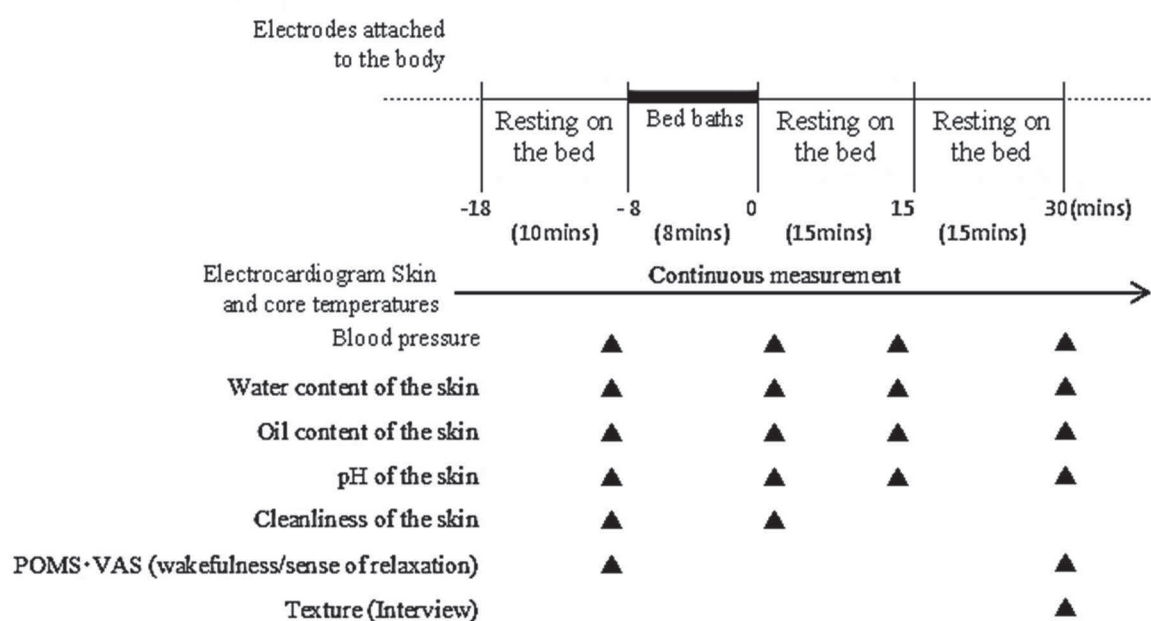 Electrodes attached
to the body
Resting on
the bed
Bed baths
Resting on
the bed
Resting on
the bed
-18
-8
0
15
30(mins)
(10mins)
(8mins)
(15mins)
(15mins)
Electrocardiogram Skin
and core temperatures
Continuous measurement
Blood pressure
Water content of the skin
Oil content of the skin
pH of the skin
Cleanliness of the skin
POMS・VAS (wakefulness/sense of relaxation)
Texture (Interview)